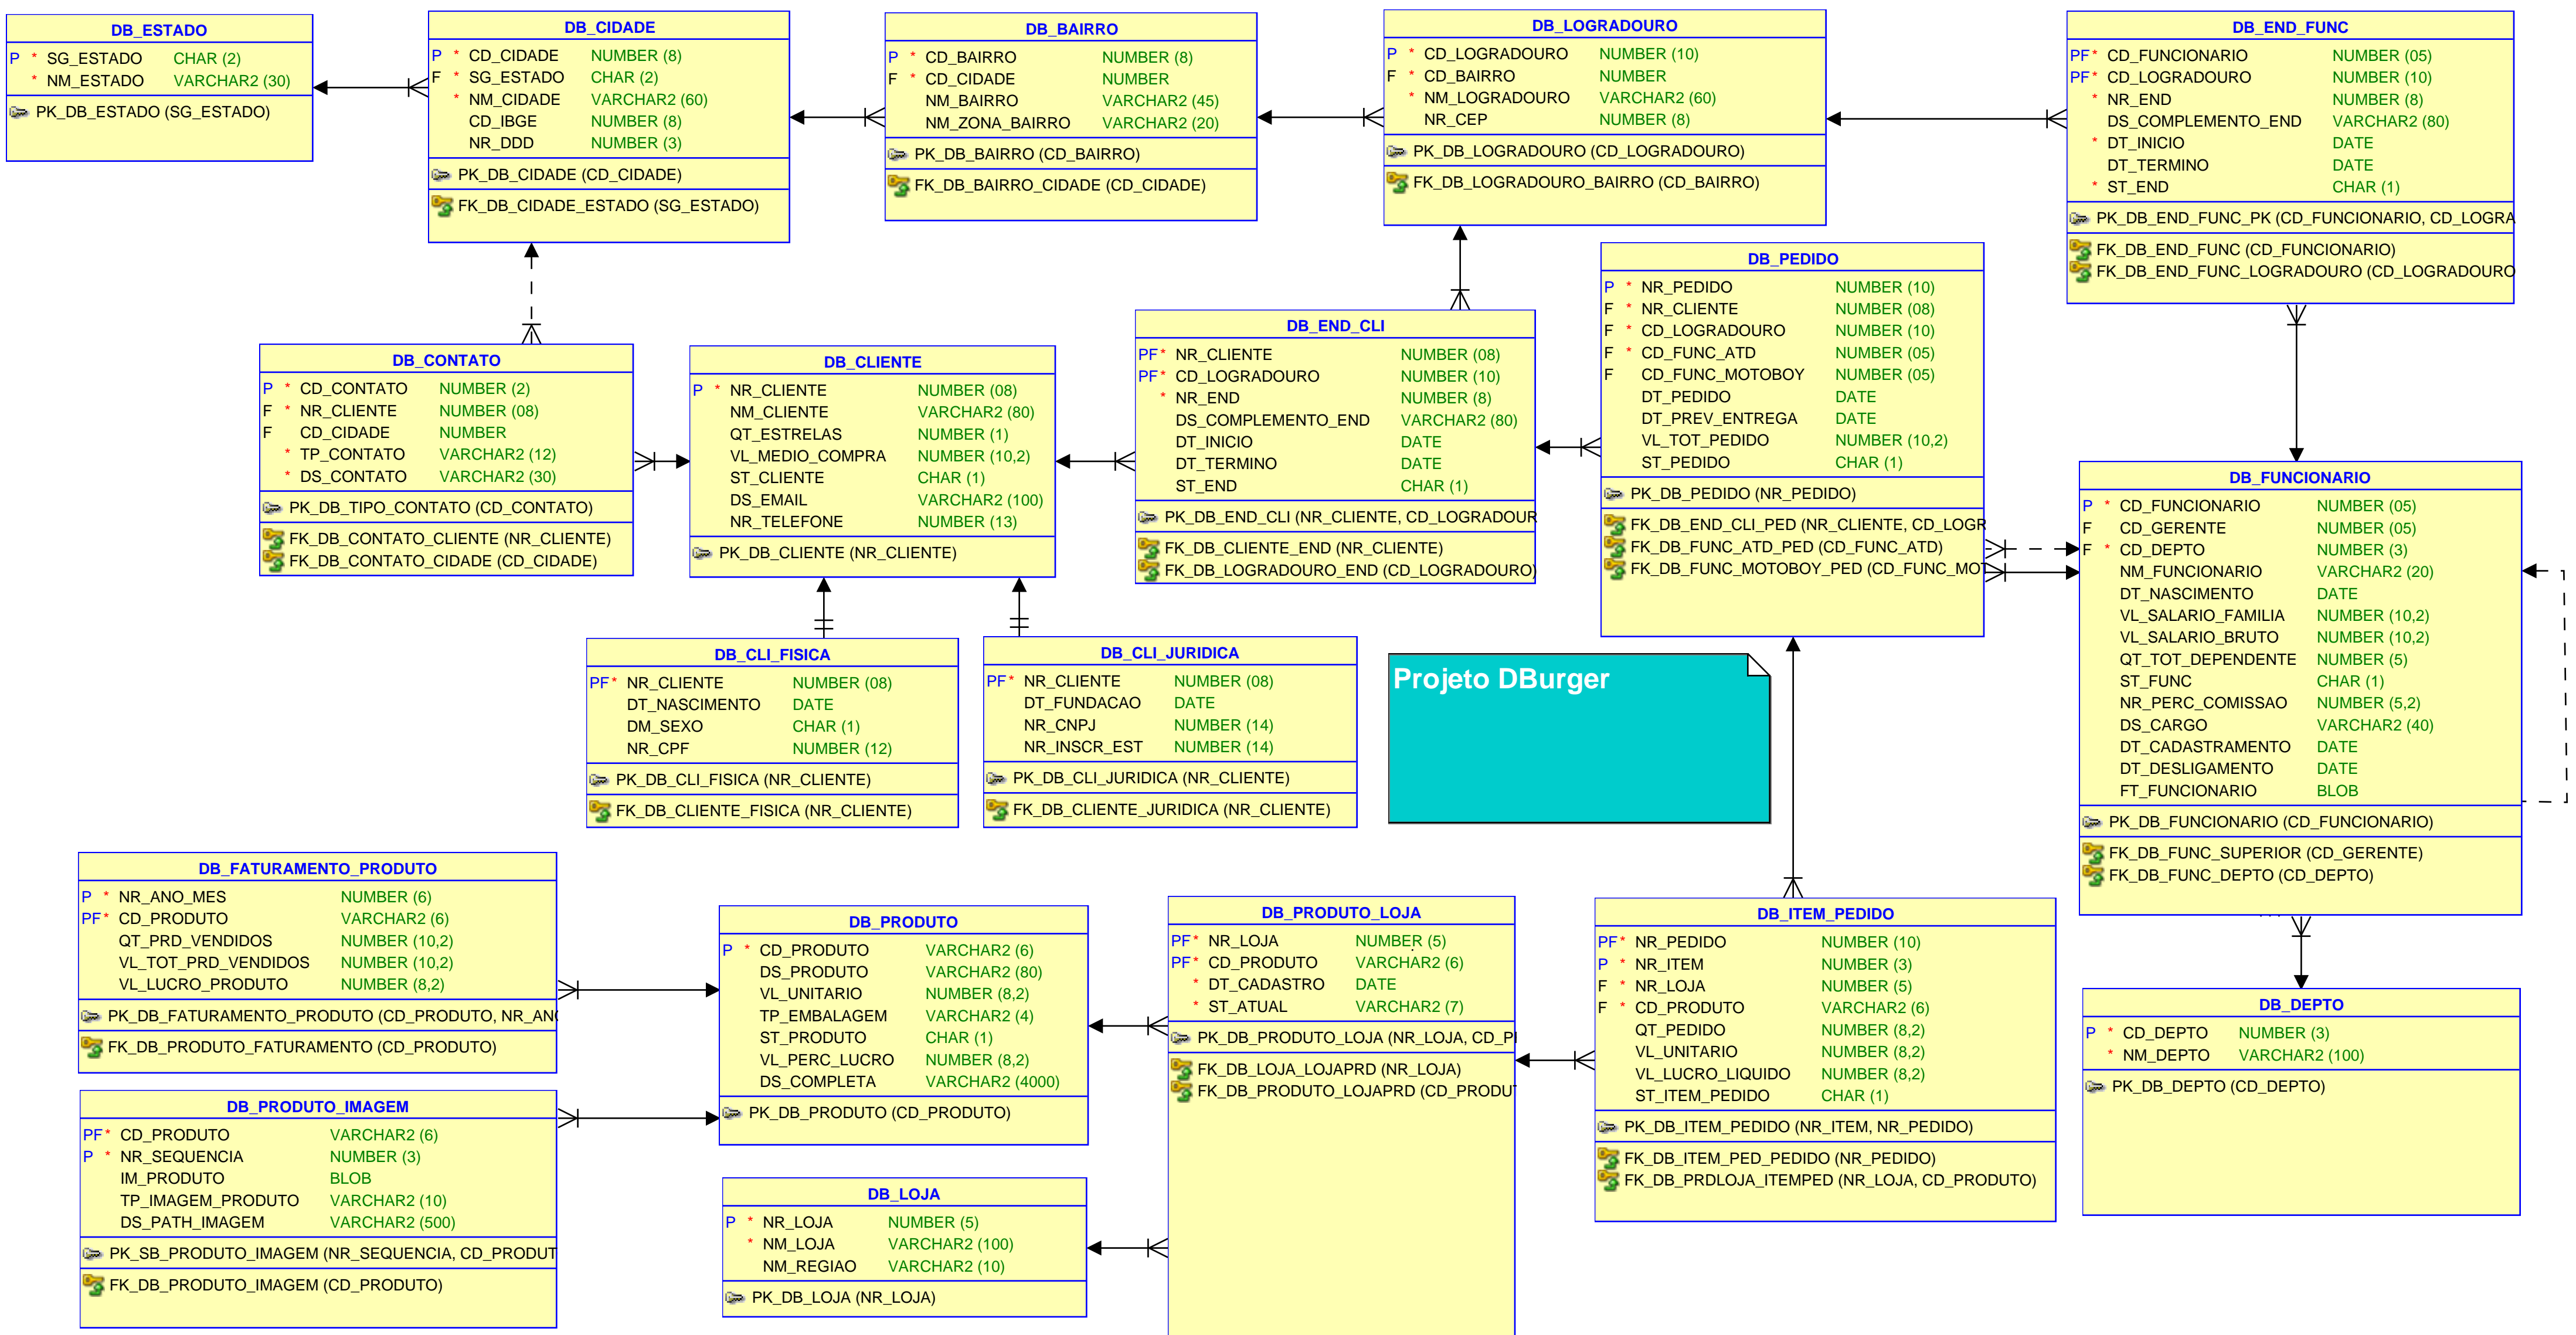 DB_ESTADO
P * SG_ESTADO CHAR (2)
* NM_ESTADO VARCHAR2 (30)
PK_DB_ESTADO (SG_ESTADO)
DB_CIDADE
P * CD_CIDADE NUMBER (8)
F * SG_ESTADO CHAR (2)
* NM_CIDADE VARCHAR2 (60)
CD_IBGE NUMBER (8)
NR_DDD NUMBER (3)
PK_DB_CIDADE (CD_CIDADE)
FK_DB_CIDADE_ESTADO (SG_ESTADO)
DB_BAIRRO
P * CD_BAIRRO NUMBER (8)
F * CD_CIDADE NUMBER
NM_BAIRRO VARCHAR2 (45)
NM_ZONA_BAIRRO VARCHAR2 (20)
PK_DB_BAIRRO (CD_BAIRRO)
FK_DB_BAIRRO_CIDADE (CD_CIDADE)
DB_LOGRADOURO
P * CD_LOGRADOURO NUMBER (10)
F * CD_BAIRRO NUMBER
* NM_LOGRADOURO VARCHAR2 (60)
NR_CEP NUMBER (8)
PK_DB_LOGRADOURO (CD_LOGRADOURO)
FK_DB_LOGRADOURO_BAIRRO (CD_BAIRRO)
DB_END_FUNC
PF * CD_FUNCIONARIO NUMBER (05)
PF * CD_LOGRADOURO NUMBER (10)
* NR_END NUMBER (8)
DS_COMPLEMENTO_END VARCHAR2 (80)
* DT_INICIO DATE
DT_TERMINO DATE
* ST_END CHAR (1)
PK_DB_END_FUNC_PK (CD_FUNCIONARIO, CD_LOGRA
FK_DB_END_FUNC (CD_FUNCIONARIO)
FK_DB_END_FUNC_LOGRADOURO (CD_LOGRADOURO
DB_CONTATO
P * CD_CONTATO NUMBER (2)
F * NR_CLIENTE NUMBER (08)
F CD_CIDADE NUMBER
* TP_CONTATO VARCHAR2 (12)
* DS_CONTATO VARCHAR2 (30)
PK_DB_TIPO_CONTATO (CD_CONTATO)
FK_DB_CONTATO_CLIENTE (NR_CLIENTE)
FK_DB_CONTATO_CIDADE (CD_CIDADE)
DB_CLIENTE
P * NR_CLIENTE NUMBER (08)
NM_CLIENTE VARCHAR2 (80)
QT_ESTRELAS NUMBER (1)
VL_MEDIO_COMPRA NUMBER (10,2)
ST_CLIENTE CHAR (1)
DS_EMAIL VARCHAR2 (100)
NR_TELEFONE NUMBER (13)
PK_DB_CLIENTE (NR_CLIENTE)
DB_END_CLI
PF * NR_CLIENTE NUMBER (08)
PF * CD_LOGRADOURO NUMBER (10)
* NR_END NUMBER (8)
DS_COMPLEMENTO_END VARCHAR2 (80)
DT_INICIO DATE
DT_TERMINO DATE
ST_END CHAR (1)
PK_DB_END_CLI (NR_CLIENTE, CD_LOGRADOUR
FK_DB_CLIENTE_END (NR_CLIENTE)
FK_DB_LOGRADOURO_END (CD_LOGRADOURO)
DB_PEDIDO
P * NR_PEDIDO NUMBER (10)
F * NR_CLIENTE NUMBER (08)
F * CD_LOGRADOURO NUMBER (10)
F * CD_FUNC_ATD NUMBER (05)
F CD_FUNC_MOTOBOY NUMBER (05)
DT_PEDIDO DATE
DT_PREV_ENTREGA DATE
VL_TOT_PEDIDO NUMBER (10,2)
ST_PEDIDO CHAR (1)
PK_DB_PEDIDO (NR_PEDIDO)
FK_DB_END_CLI_PED (NR_CLIENTE, CD_LOGR
FK_DB_FUNC_ATD_PED (CD_FUNC_ATD)
FK_DB_FUNC_MOTOBOY_PED (CD_FUNC_MOT
DB_FUNCIONARIO
P * CD_FUNCIONARIO NUMBER (05)
F CD_GERENTE NUMBER (05)
F * CD_DEPTO NUMBER (3)
NM_FUNCIONARIO VARCHAR2 (20)
DT_NASCIMENTO DATE
VL_SALARIO_FAMILIA NUMBER (10,2)
VL_SALARIO_BRUTO NUMBER (10,2)
QT_TOT_DEPENDENTE NUMBER (5)
ST_FUNC CHAR (1)
NR_PERC_COMISSAO NUMBER (5,2)
DS_CARGO VARCHAR2 (40)
DT_CADASTRAMENTO DATE
DT_DESLIGAMENTO DATE
FT_FUNCIONARIO BLOB
PK_DB_FUNCIONARIO (CD_FUNCIONARIO)
FK_DB_FUNC_SUPERIOR (CD_GERENTE)
FK_DB_FUNC_DEPTO (CD_DEPTO)
DB_CLI_FISICA
PF * NR_CLIENTE NUMBER (08)
DT_NASCIMENTO DATE
DM_SEXO CHAR (1)
NR_CPF NUMBER (12)
PK_DB_CLI_FISICA (NR_CLIENTE)
FK_DB_CLIENTE_FISICA (NR_CLIENTE)
DB_CLI_JURIDICA
PF * NR_CLIENTE NUMBER (08)
DT_FUNDACAO DATE
NR_CNPJ NUMBER (14)
NR_INSCR_EST NUMBER (14)
PK_DB_CLI_JURIDICA (NR_CLIENTE)
FK_DB_CLIENTE_JURIDICA (NR_CLIENTE)
Projeto DBurger
DB_FATURAMENTO_PRODUTO
P * NR_ANO_MES NUMBER (6)
PF * CD_PRODUTO VARCHAR2 (6)
QT_PRD_VENDIDOS NUMBER (10,2)
VL_TOT_PRD_VENDIDOS NUMBER (10,2)
VL_LUCRO_PRODUTO NUMBER (8,2)
PK_DB_FATURAMENTO_PRODUTO (CD_PRODUTO, NR_AN
FK_DB_PRODUTO_FATURAMENTO (CD_PRODUTO)
DB_PRODUTO
P * CD_PRODUTO VARCHAR2 (6)
DS_PRODUTO VARCHAR2 (80)
VL_UNITARIO NUMBER (8,2)
TP_EMBALAGEM VARCHAR2 (4)
ST_PRODUTO CHAR (1)
VL_PERC_LUCRO NUMBER (8,2)
DS_COMPLETA VARCHAR2 (4000)
PK_DB_PRODUTO (CD_PRODUTO)
DB_PRODUTO_LOJA
PF * NR_LOJA NUMBER (5)
PF * CD_PRODUTO VARCHAR2 (6)
* DT_CADASTRO DATE
* ST_ATUAL VARCHAR2 (7)
PK_DB_PRODUTO_LOJA (NR_LOJA, CD_P
FK_DB_LOJA_LOJAPRD (NR_LOJA)
FK_DB_PRODUTO_LOJAPRD (CD_PRODUT
DB_ITEM_PEDIDO
PF * NR_PEDIDO NUMBER (10)
P * NR_ITEM NUMBER (3)
F * NR_LOJA NUMBER (5)
F * CD_PRODUTO VARCHAR2 (6)
QT_PEDIDO NUMBER (8,2)
VL_UNITARIO NUMBER (8,2)
VL_LUCRO_LIQUIDO NUMBER (8,2)
ST_ITEM_PEDIDO CHAR (1)
PK_DB_ITEM_PEDIDO (NR_ITEM, NR_PEDIDO)
FK_DB_ITEM_PED_PEDIDO (NR_PEDIDO)
FK_DB_PRDLOJA_ITEMPED (NR_LOJA, CD_PRODUTO)
DB_DEPTO
P * CD_DEPTO NUMBER (3)
* NM_DEPTO VARCHAR2 (100)
PK_DB_DEPTO (CD_DEPTO)
DB_PRODUTO_IMAGEM
PF * CD_PRODUTO VARCHAR2 (6)
P * NR_SEQUENCIA NUMBER (3)
IM_PRODUTO BLOB
TP_IMAGEM_PRODUTO VARCHAR2 (10)
DS_PATH_IMAGEM VARCHAR2 (500)
PK_SB_PRODUTO_IMAGEM (NR_SEQUENCIA, CD_PRODUT
FK_DB_PRODUTO_IMAGEM (CD_PRODUTO)
DB_LOJA
P * NR_LOJA NUMBER (5)
* NM_LOJA VARCHAR2 (100)
NM_REGIAO VARCHAR2 (10)
PK_DB_LOJA (NR_LOJA)